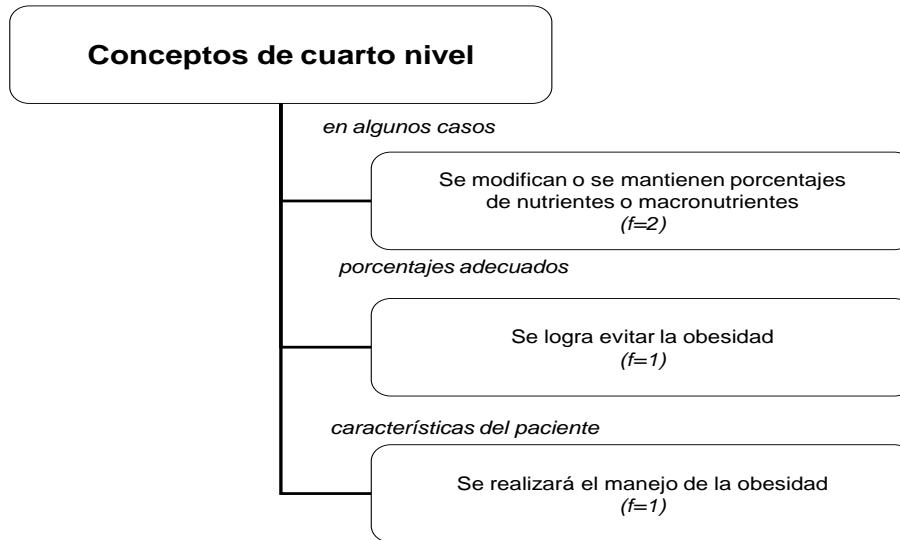 Conceptos de cuarto nivel
en algunos casos
Se modifican o se mantienen porcentajes
de nutrientes o macronutrientes
(f=2)
porcentajes adecuados
Se logra evitar la obesidad
(f=1)
características del paciente
Se realizará el manejo de la obesidad
(f=1)